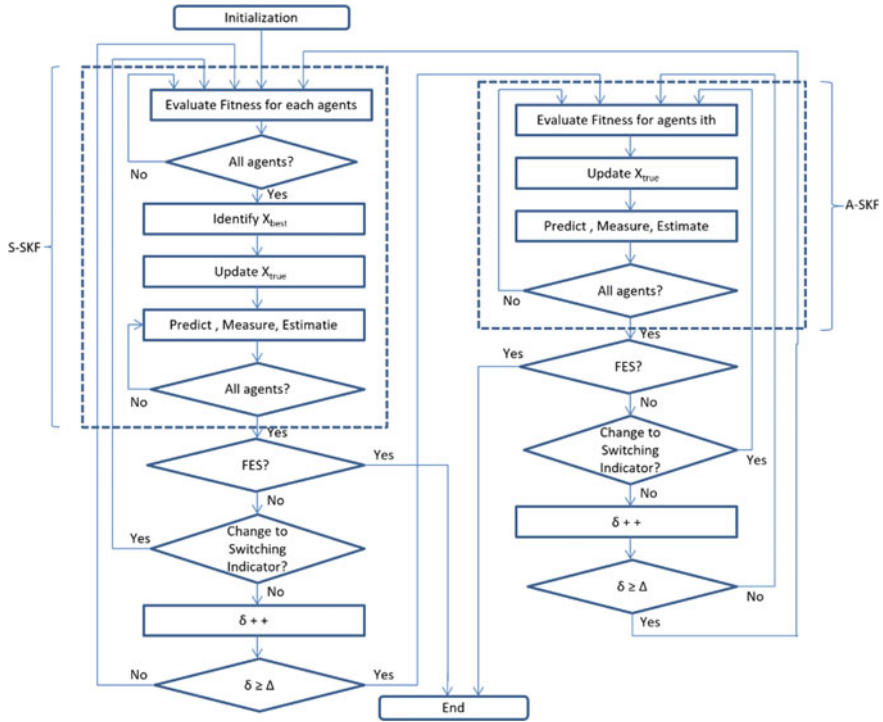 Initialization
S-SKF
Evaluate Fitness for each agents
All agents?
No
Yes
Identify Xbest
Update Xtrue
Predict , Measure, Estimatie
All agents?
No
Yes
FES?
Yes
No
Change to
Switching
Indicator?
Yes
No
δ + +
δ ≥ Δ
No
Yes
A-SKF
Evaluate Fitness for agents ith
Update Xtrue
Predict , Measure, Estimate
All agents?
No
Yes
FES?
Yes
No
Change to
Switching
Indicator?
Yes
No
δ + +
δ ≥ Δ
No
Yes
End